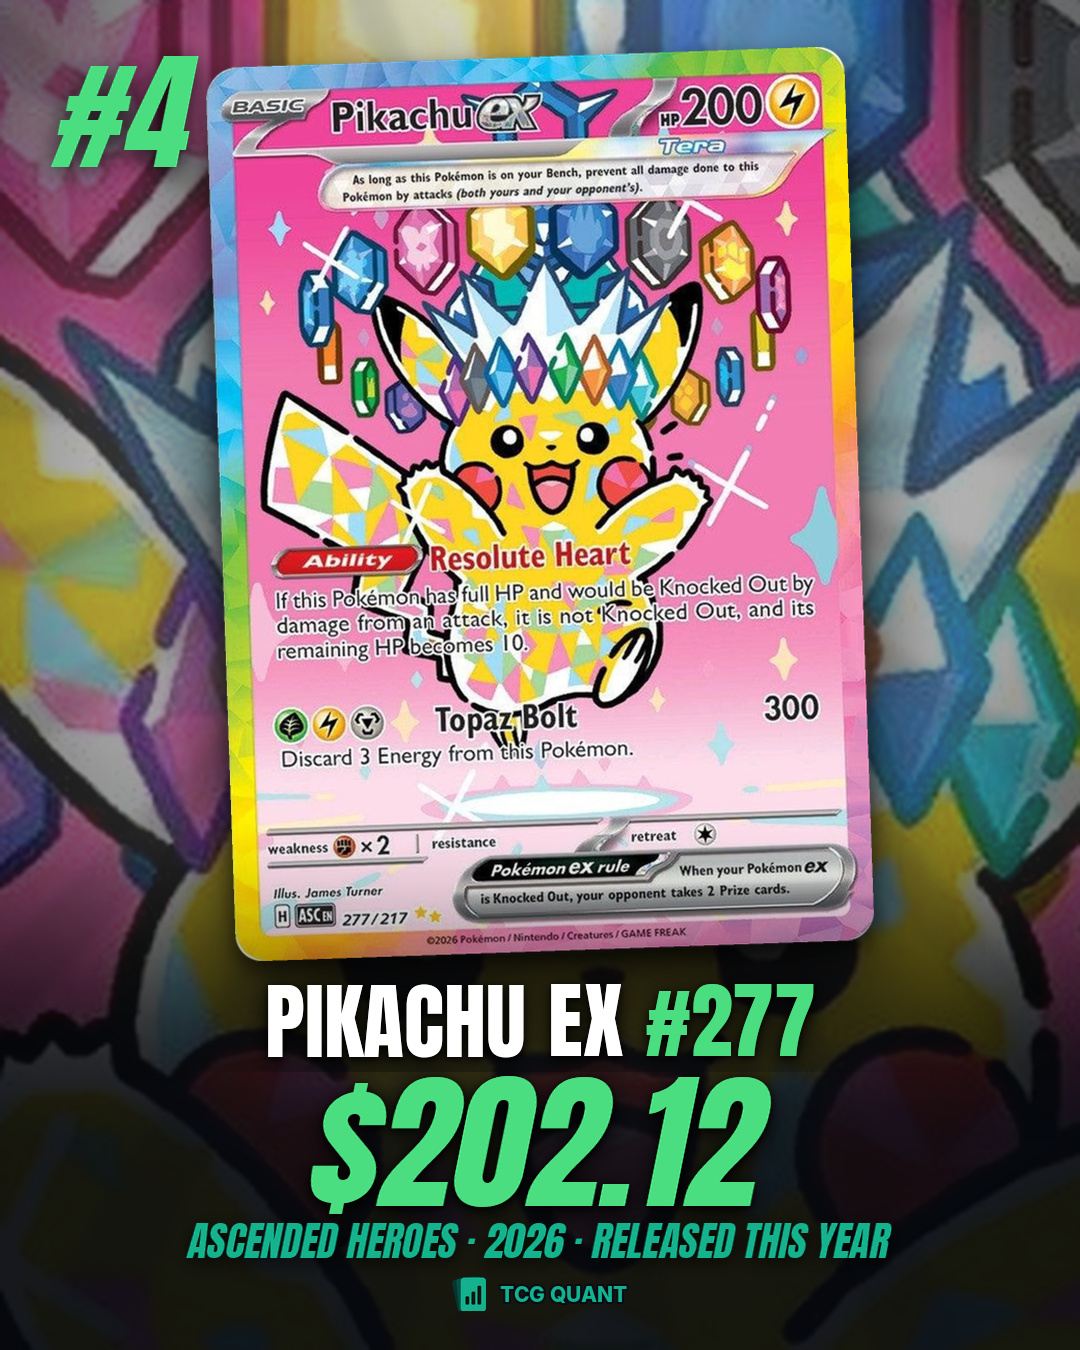 #4
BASIC Pikachu ex HP 200
Tera
As long as this Pokémon is on your Bench, prevent all damage done to this
Pokémon by attacks (both yours and your opponent's).
Ability Resolute Heart
If this Pokémon has full HP and would be Knocked Out by
damage from an attack, it is not Knocked Out, and its
remaining HP becomes 10.
Topaz Bolt 300
Discard 3 Energy from this Pokémon.
weakness ×2 resistance retreat
Pokémon ex rule When your Pokémon ex
is Knocked Out, your opponent takes 2 Prize cards.
Illus. James Turner
H ASC EN 277/217
©2026 Pokémon / Nintendo / Creatures / GAME FREAK
PIKACHU EX #277
$202.12
ASCENDED HEROES · 2026 · RELEASED THIS YEAR
TCG QUANT